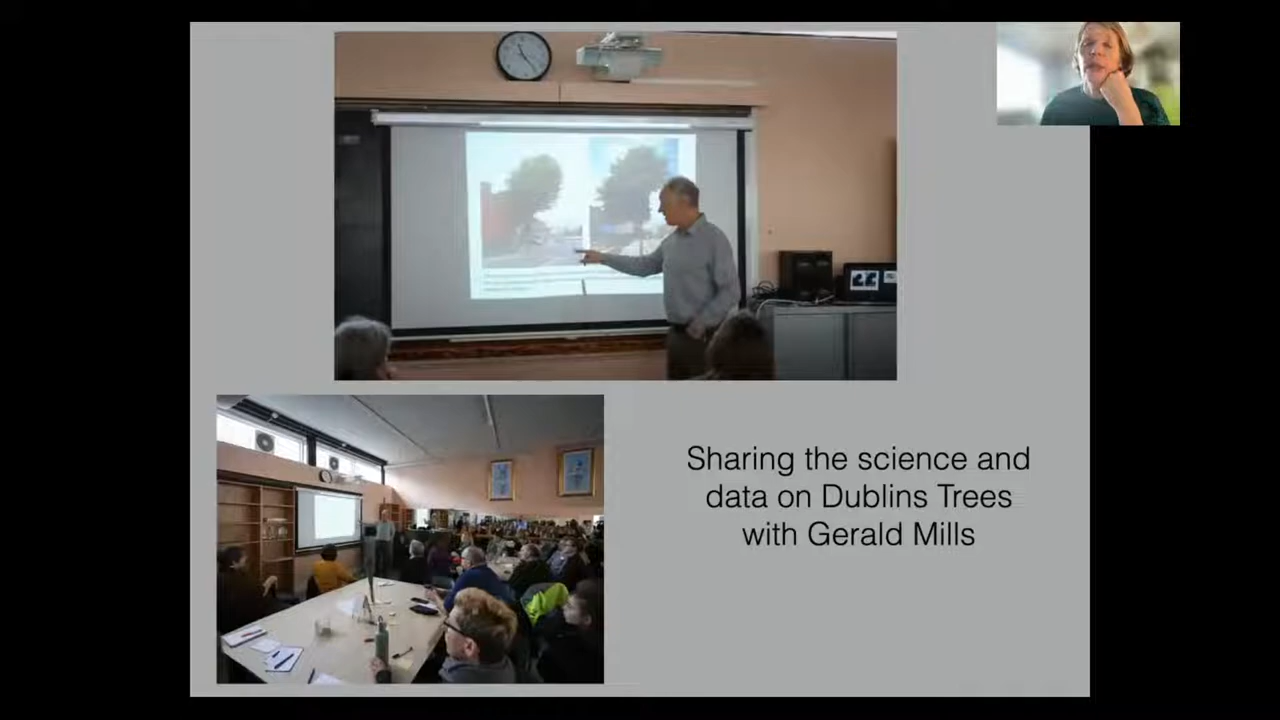 Sharing the science and
data on Dublins Trees
with Gerald Mills